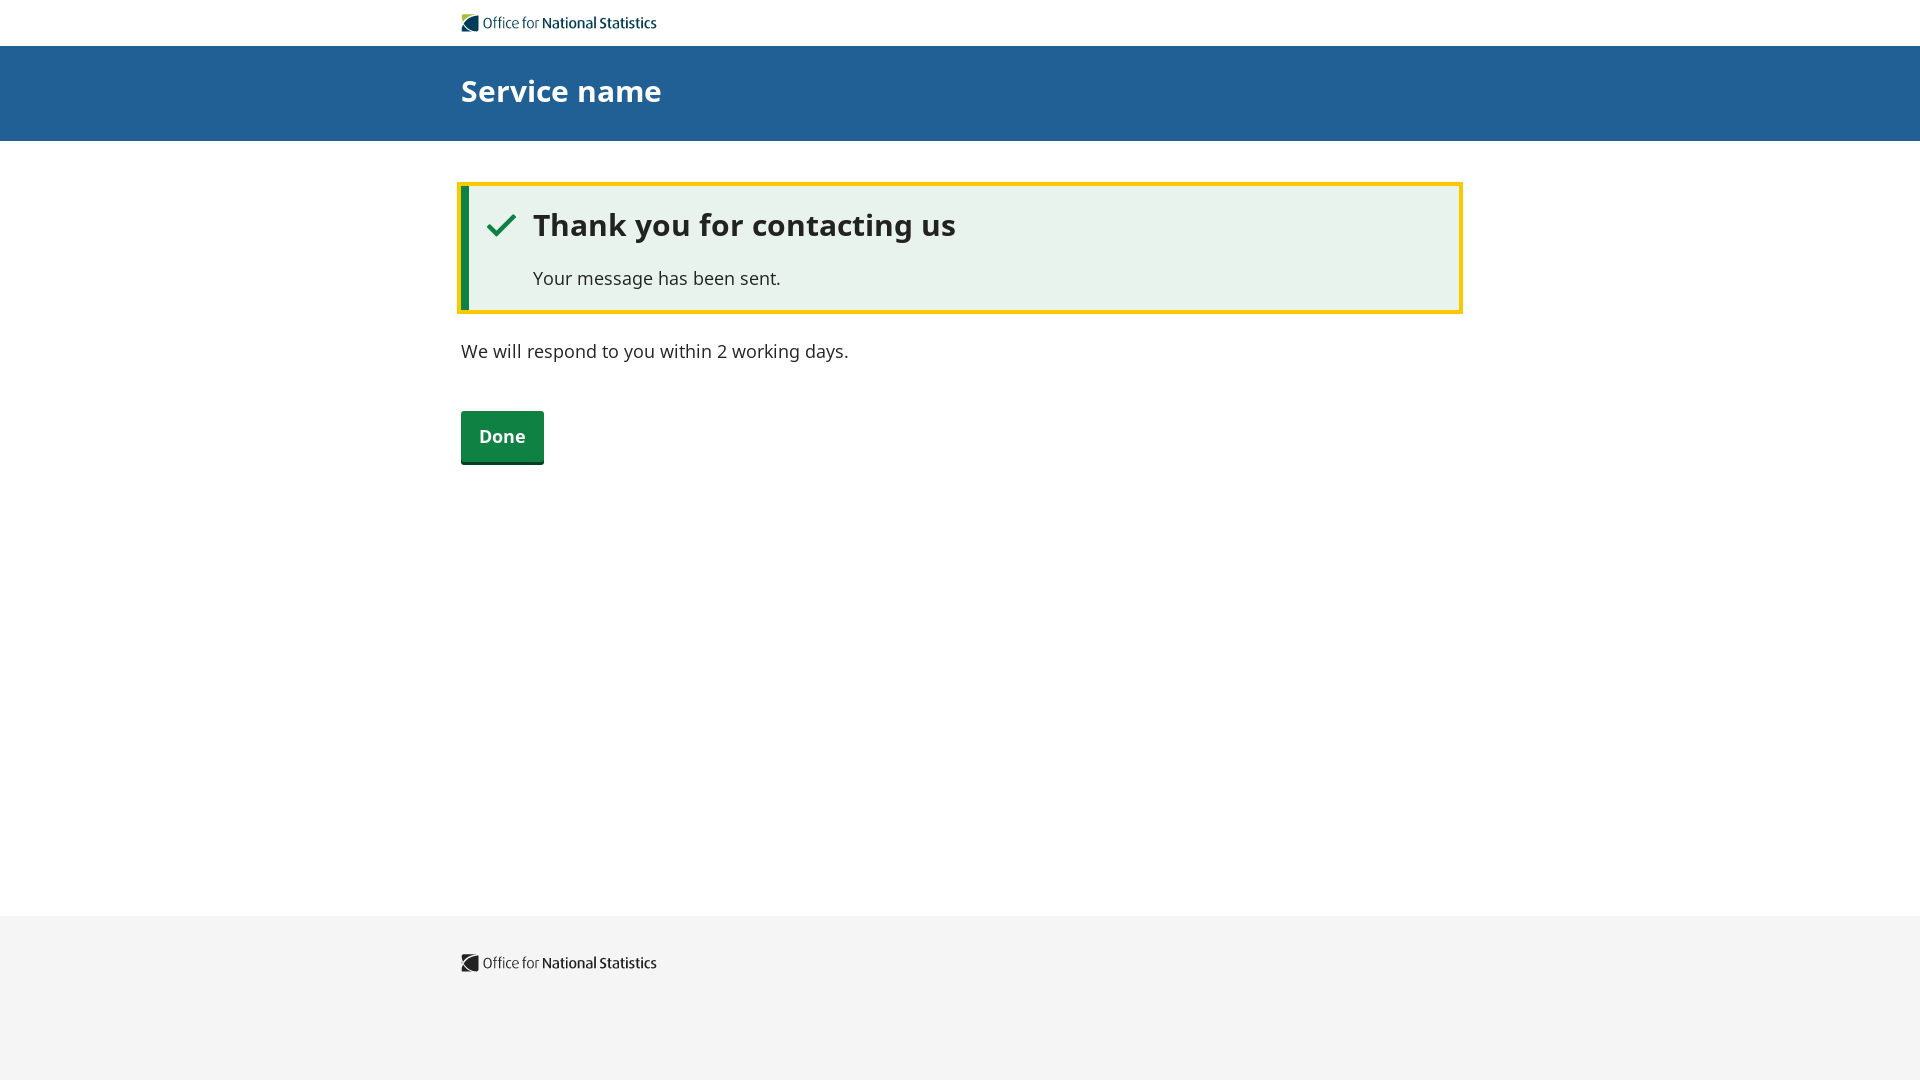 Office for National Statistics
Service name
Thank you for contacting us
Your message has been sent.
We will respond to you within 2 working days.
Done
Office for National Statistics